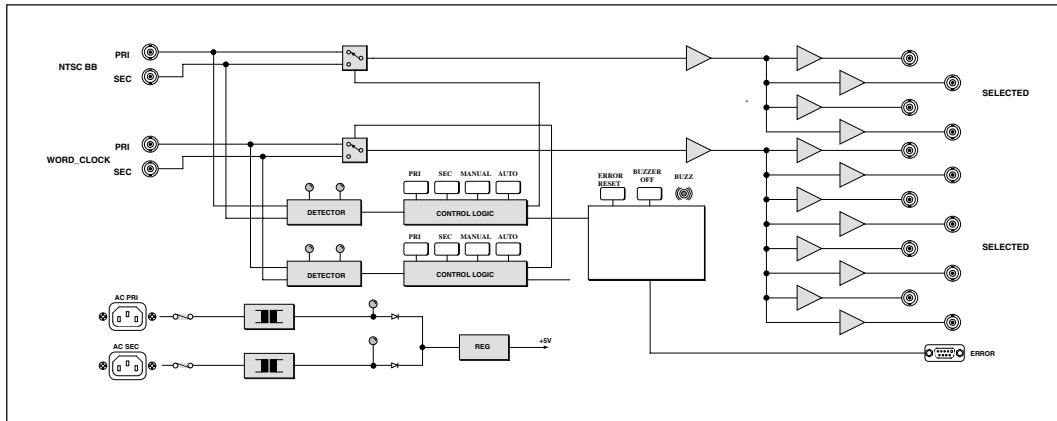 PRI
NTSC BB
SEC
SELECTED
PRI
WORD_CLOCK
SEC
PRI SEC MANUAL AUTO
ERROR RESET
BUZZER OFF
BUZZ
DETECTOR
CONTROL LOGIC
PRI SEC MANUAL AUTO
DETECTOR
CONTROL LOGIC
SELECTED
AC PRI
AC SEC
REG
+5V
ERROR